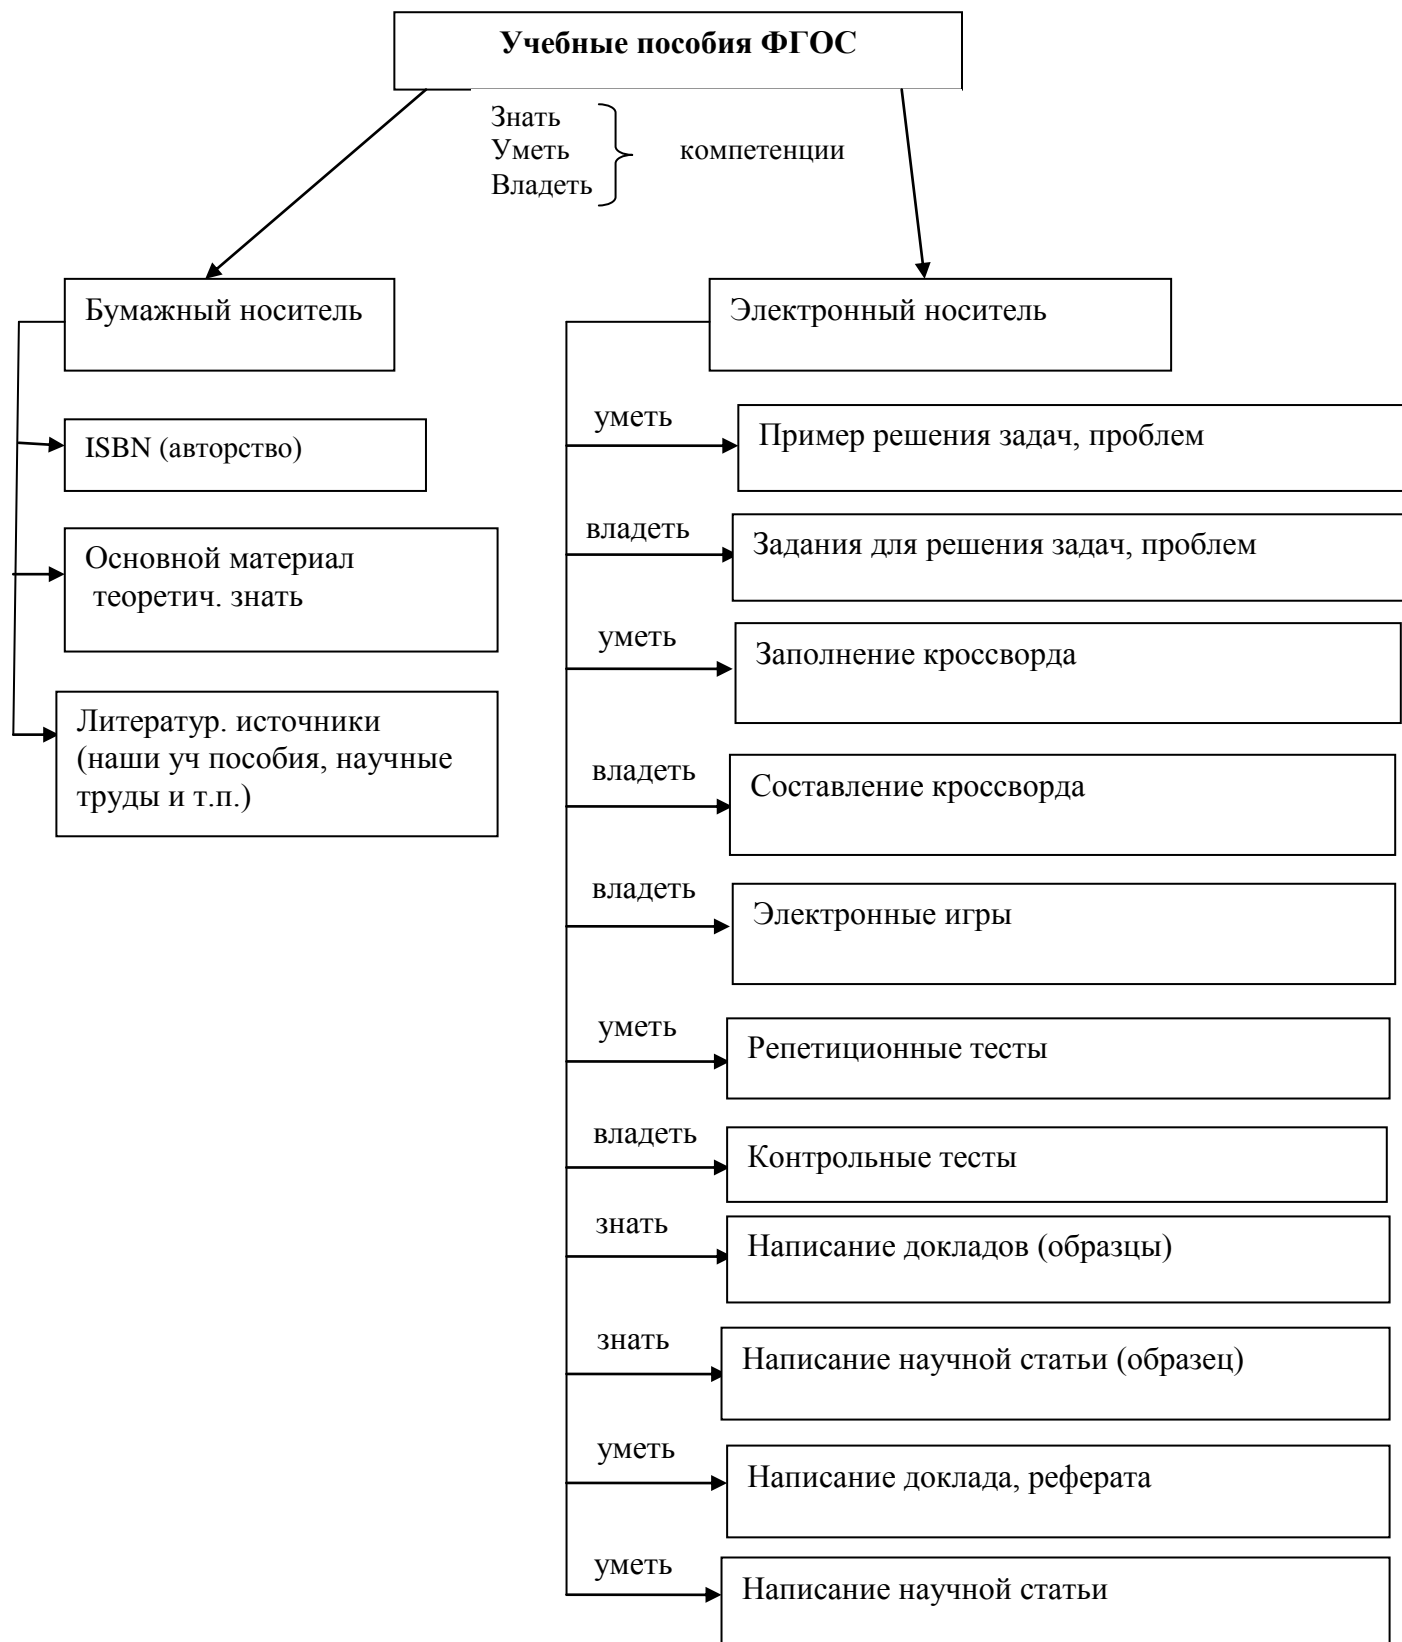 Учебные пособия ФГОС
Знать
Уметь
Владеть
компетенции
Бумажный носитель
ISBN (авторство)
Основной материал
теоретич. знать
Литератур. источники
(наши уч пособия, научные
труды и т.п.)
Электронный носитель
уметь
Пример решения задач, проблем
владеть
Задания для решения задач, проблем
уметь
Заполнение кроссворда
владеть
Составление кроссворда
владеть
Электронные игры
уметь
Репетиционные тесты
владеть
Контрольные тесты
знать
Написание докладов (образцы)
знать
Написание научной статьи (образец)
уметь
Написание доклада, реферата
уметь
Написание научной статьи